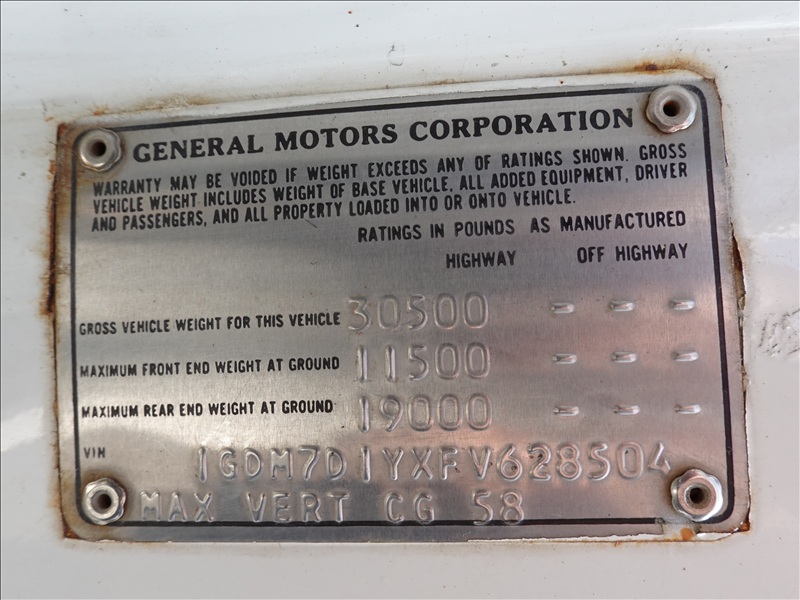 GENERAL MOTORS CORPORATION
WARRANTY MAY BE VOIDED IF WEIGHT EXCEEDS ANY OF RATINGS SHOWN. GROSS
VEHICLE WEIGHT INCLUDES WEIGHT OF BASE VEHICLE, ALL ADDED EQUIPMENT, DRIVER
AND PASSENGERS, AND ALL PROPERTY LOADED INTO OR ONTO VEHICLE.
RATINGS IN POUNDS AS MANUFACTURED
HIGHWAY OFF HIGHWAY
GROSS VEHICLE WEIGHT FOR THIS VEHICLE 30500 - - -
MAXIMUM FRONT END WEIGHT AT GROUND 11500 - - -
MAXIMUM REAR END WEIGHT AT GROUND 19000 - - -
VIN 1GDM7D1YXFV628504
MAX VERT CG 58